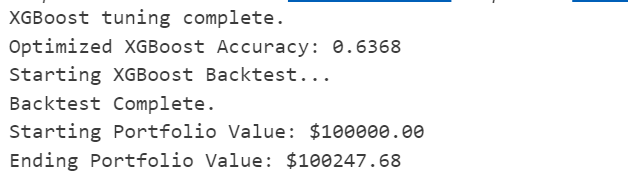 XGBoost tuning complete.
Optimized XGBoost Accuracy: 0.6368
Starting XGBoost Backtest...
Backtest Complete.
Starting Portfolio Value: $100000.00
Ending Portfolio Value: $100247.68